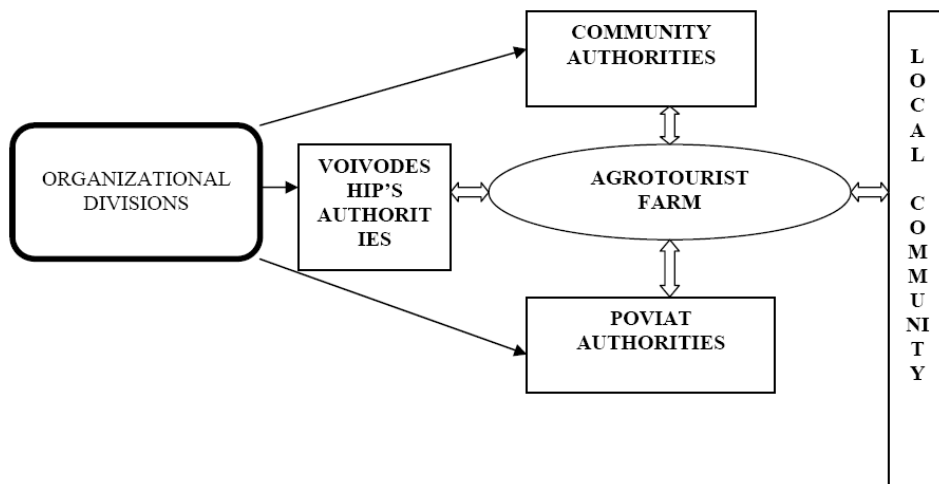 COMMUNITY
AUTHORITIES
ORGANIZATIONAL
DIVISIONS
VOIVODES
HIP'S
AUTHORIT
IES
AGROTOURIST
FARM
POVIAT
AUTHORITIES
L
O
C
A
L
C
O
M
M
U
NI
T
Y